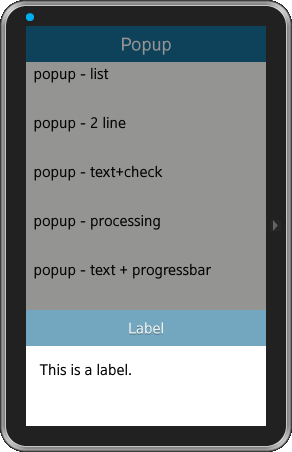 Popup
popup - list
popup - 2 line
popup - text+check
popup - processing
popup - text + progressbar
Label
This is a label.